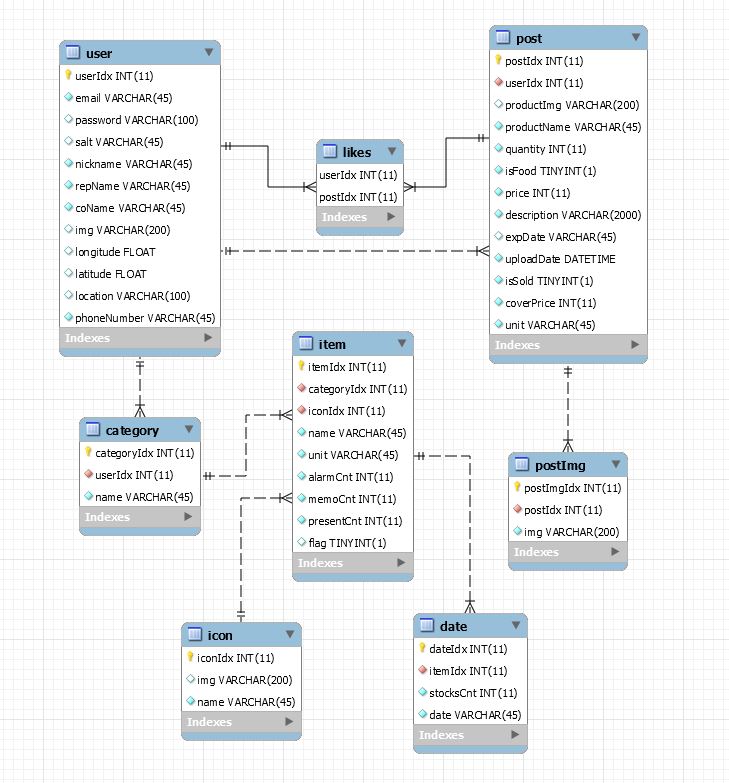 user
userIdx INT(11)
email VARCHAR(45)
password VARCHAR(100)
salt VARCHAR(45)
nickname VARCHAR(45)
repName VARCHAR(45)
coName VARCHAR(45)
img VARCHAR(200)
longitude FLOAT
latitude FLOAT
location VARCHAR(100)
phoneNumber VARCHAR(45)
Indexes
post
postIdx INT(11)
userIdx INT(11)
productImg VARCHAR(200)
productName VARCHAR(45)
quantity INT(11)
isFood TINYINT(1)
price INT(11)
description VARCHAR(2000)
expDate VARCHAR(45)
uploadDate DATETIME
isSold TINYINT(1)
coverPrice INT(11)
unit VARCHAR(45)
Indexes
likes
userIdx INT(11)
postIdx INT(11)
Indexes
item
itemIdx INT(11)
categoryIdx INT(11)
iconIdx INT(11)
name VARCHAR(45)
unit VARCHAR(45)
alarmCnt INT(11)
memoCnt INT(11)
presentCnt INT(11)
flag TINYINT(1)
Indexes
category
categoryIdx INT(11)
userIdx INT(11)
name VARCHAR(45)
Indexes
postImg
postImgIdx INT(11)
postIdx INT(11)
img VARCHAR(200)
Indexes
icon
iconIdx INT(11)
img VARCHAR(200)
name VARCHAR(45)
Indexes
date
dateIdx INT(11)
itemIdx INT(11)
stocksCnt INT(11)
date VARCHAR(45)
Indexes